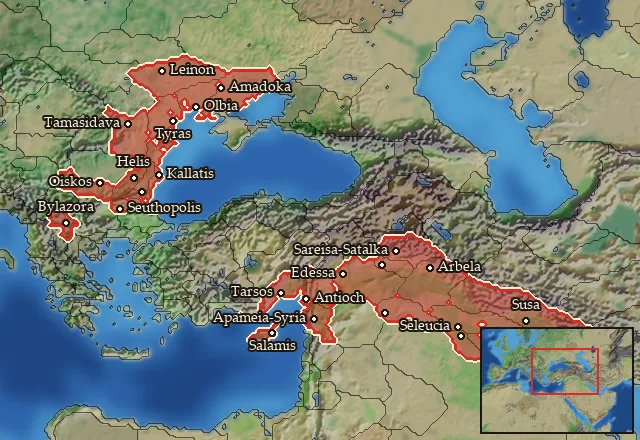 Leinon
Amadoka
Olbia
Tamasidava
Tyras
Helis
Kallatis
Oiskos
Bylazora
Seuthopolis
Sareisa-Satalka
Edessa
Arbela
Tarsos
Antioch
Susa
Apameia-Syria
Seleucia
Salamis